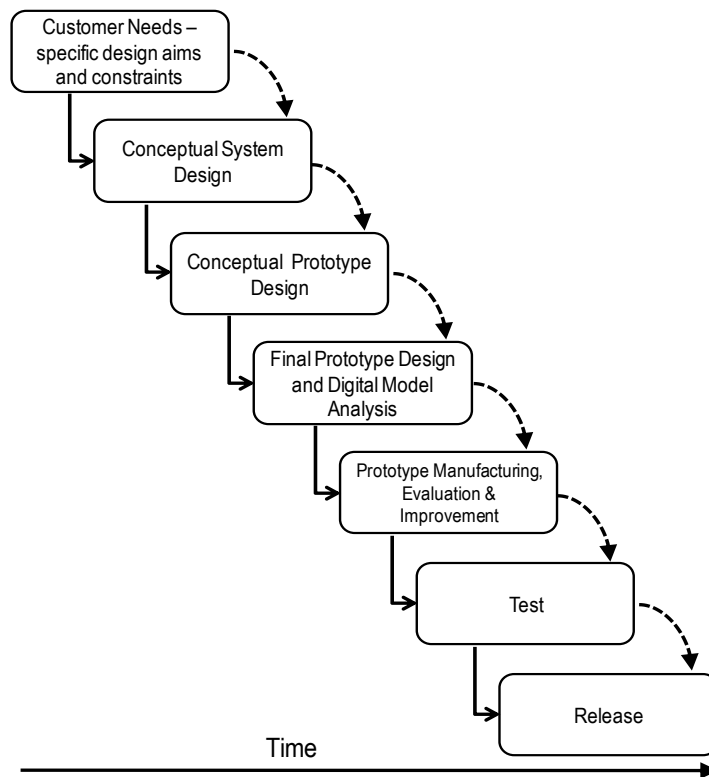 Customer Needs –
specific design aims
and constraints
Conceptual System
Design
Conceptual Prototype
Design
Final Prototype Design
and Digital Model
Analysis
Prototype Manufacturing,
Evaluation &
Improvement
Test
Release
Time